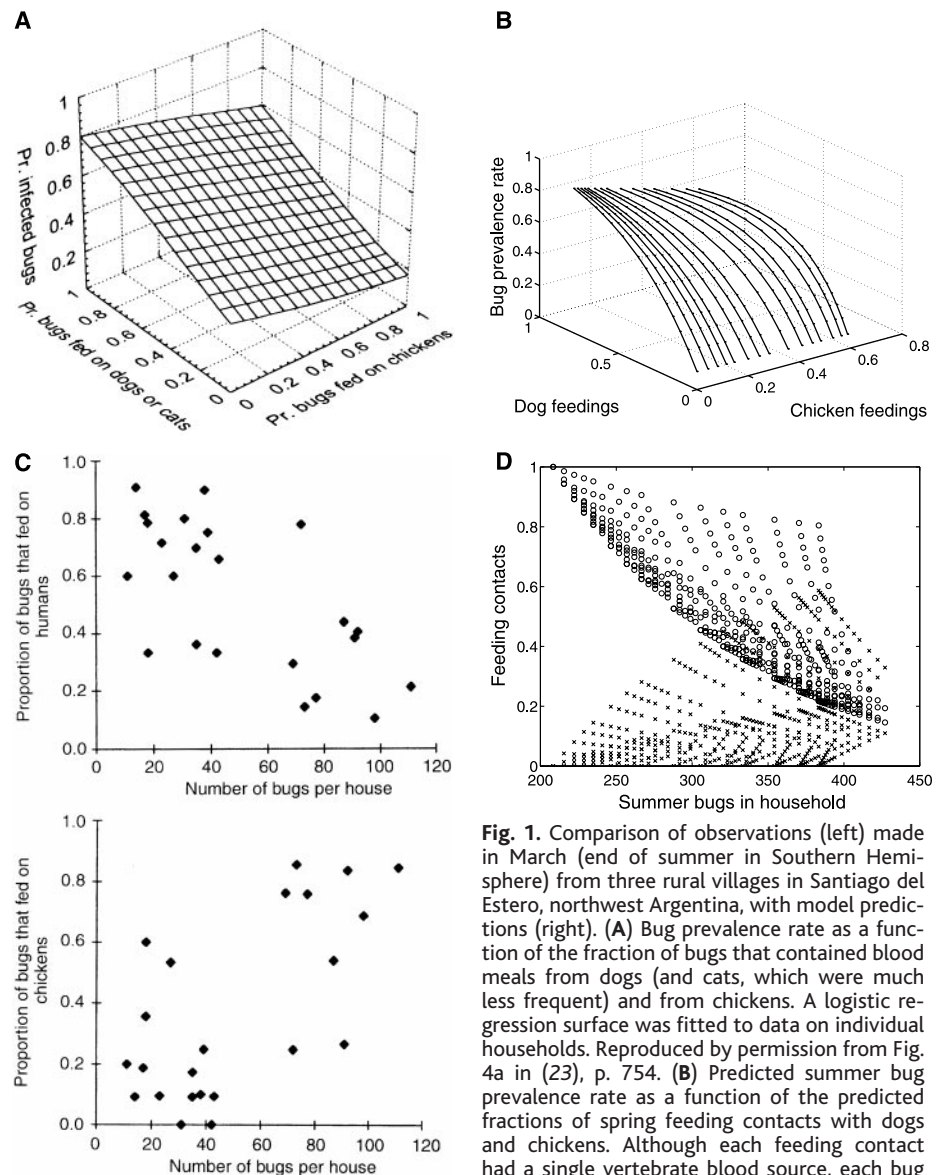 A
Pr. infected bugs
1
0.8
0.6
0.4
0.2
Pr. bugs fed on dogs or cats
1
0.8
0.6
0.4
0.2
0
Pr. bugs fed on chickens
0
0.2
0.4
0.6
0.8
1
B
Bug prevalence rate
1
0.8
0.6
0.4
0.2
0
1
0.5
0
Dog feedings
0
0.2
0.4
0.6
0.8
Chicken feedings
C
Proportion of bugs that fed on
humans
1.0
0.8
0.6
0.4
0.2
0.0
0 20 40 60 80 100 120
Number of bugs per house
Proportion of bugs that fed on
chickens
1.0
0.8
0.6
0.4
0.2
0.0
0 20 40 60 80 100 120
Number of bugs per house
D
Feeding contacts
1
0.8
0.6
0.4
0.2
0
200 250 300 350 400 450
Summer bugs in household
Fig. 1. Comparison of observations (left) made
in March (end of summer in Southern Hemi-
sphere) from three rural villages in Santiago del
Estero, northwest Argentina, with model predic-
tions (right). (A) Bug prevalence rate as a func-
tion of the fraction of bugs that contained blood
meals from dogs (and cats, which were much
less frequent) and from chickens. A logistic re-
gression surface was fitted to data on individual
households. Reproduced by permission from Fig.
4a in (23), p. 754. (B) Predicted summer bug
prevalence rate as a function of the predicted
fractions of spring feeding contacts with dogs
and chickens. Although each feeding contact
had a single vertebrate blood source, each bug